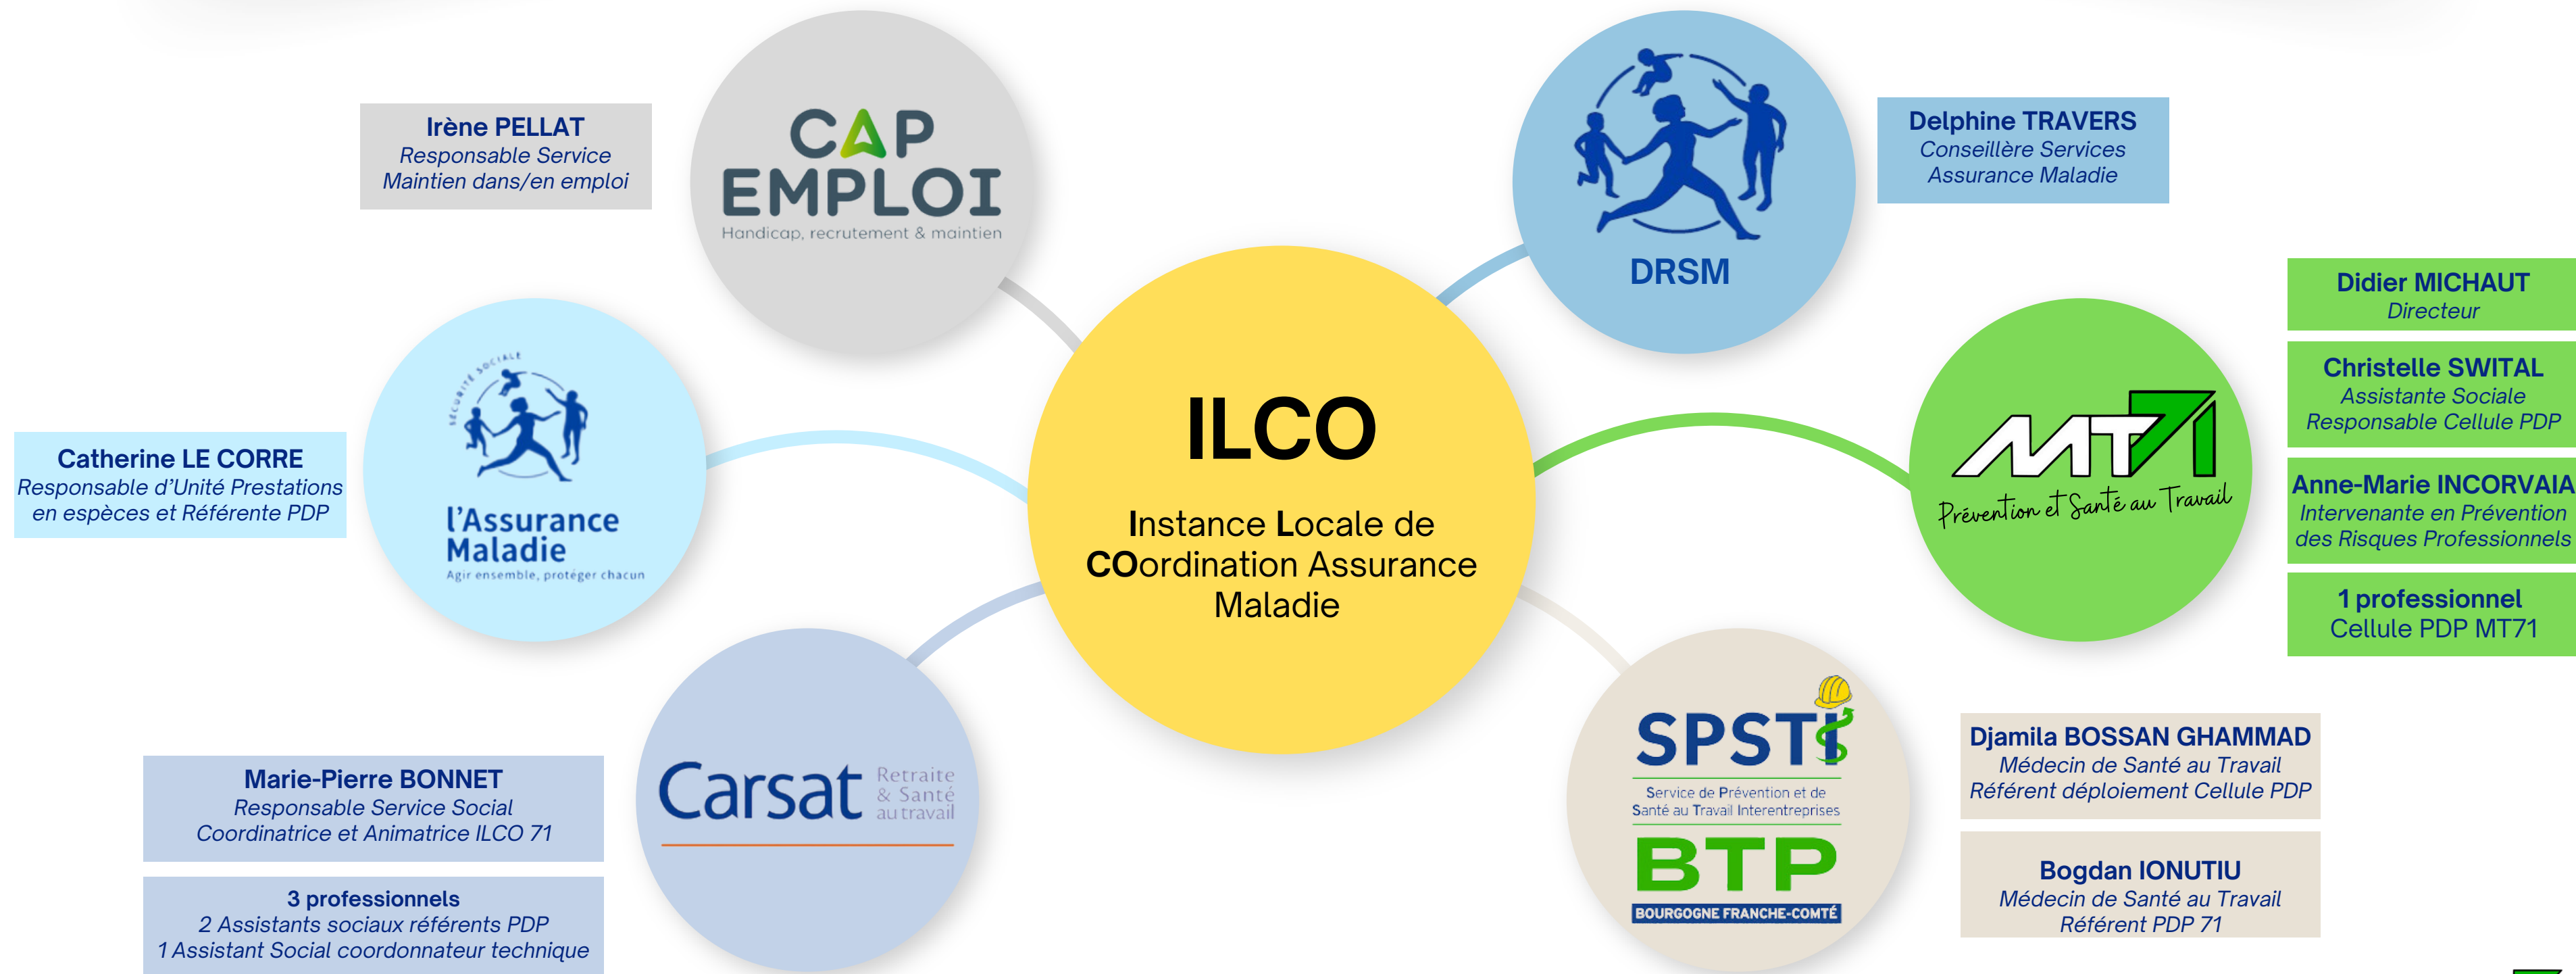 Irène PELLAT
Responsable Service
Maintien dans/en emploi
CAP
EMPLOI
Handicap, recrutement & maintien
DRSM
Delphine TRAVERS
Conseillère Services
Assurance Maladie
Catherine LE CORRE
Responsable d'Unité Prestations
en espèces et Référente PDP
SÉCURITÉ SOCIALE
l'Assurance
Maladie
Agir ensemble, protéger chacun
ILCO
Instance Locale de
COordination Assurance
Maladie
MT71
Prévention et Santé au Travail
Didier MICHAUT
Directeur
Christelle SWITAL
Assistante Sociale
Responsable Cellule PDP
Anne-Marie INCORVAIA
Intervenante en Prévention
des Risques Professionnels
1 professionnel
Cellule PDP MT71
Marie-Pierre BONNET
Responsable Service Social
Coordinatrice et Animatrice ILCO 71
3 professionnels
2 Assistants sociaux référents PDP
1 Assistant Social coordonnateur technique
Carsat
Retraite
& Santé
au travail
SPSTI
Service de Prévention et de
Santé au Travail Interentreprises
BTP
BOURGOGNE FRANCHE-COMTÉ
Djamila BOSSAN GHAMMAD
Médecin de Santé au Travail
Référent déploiement Cellule PDP
Bogdan IONUTIU
Médecin de Santé au Travail
Référent PDP 71